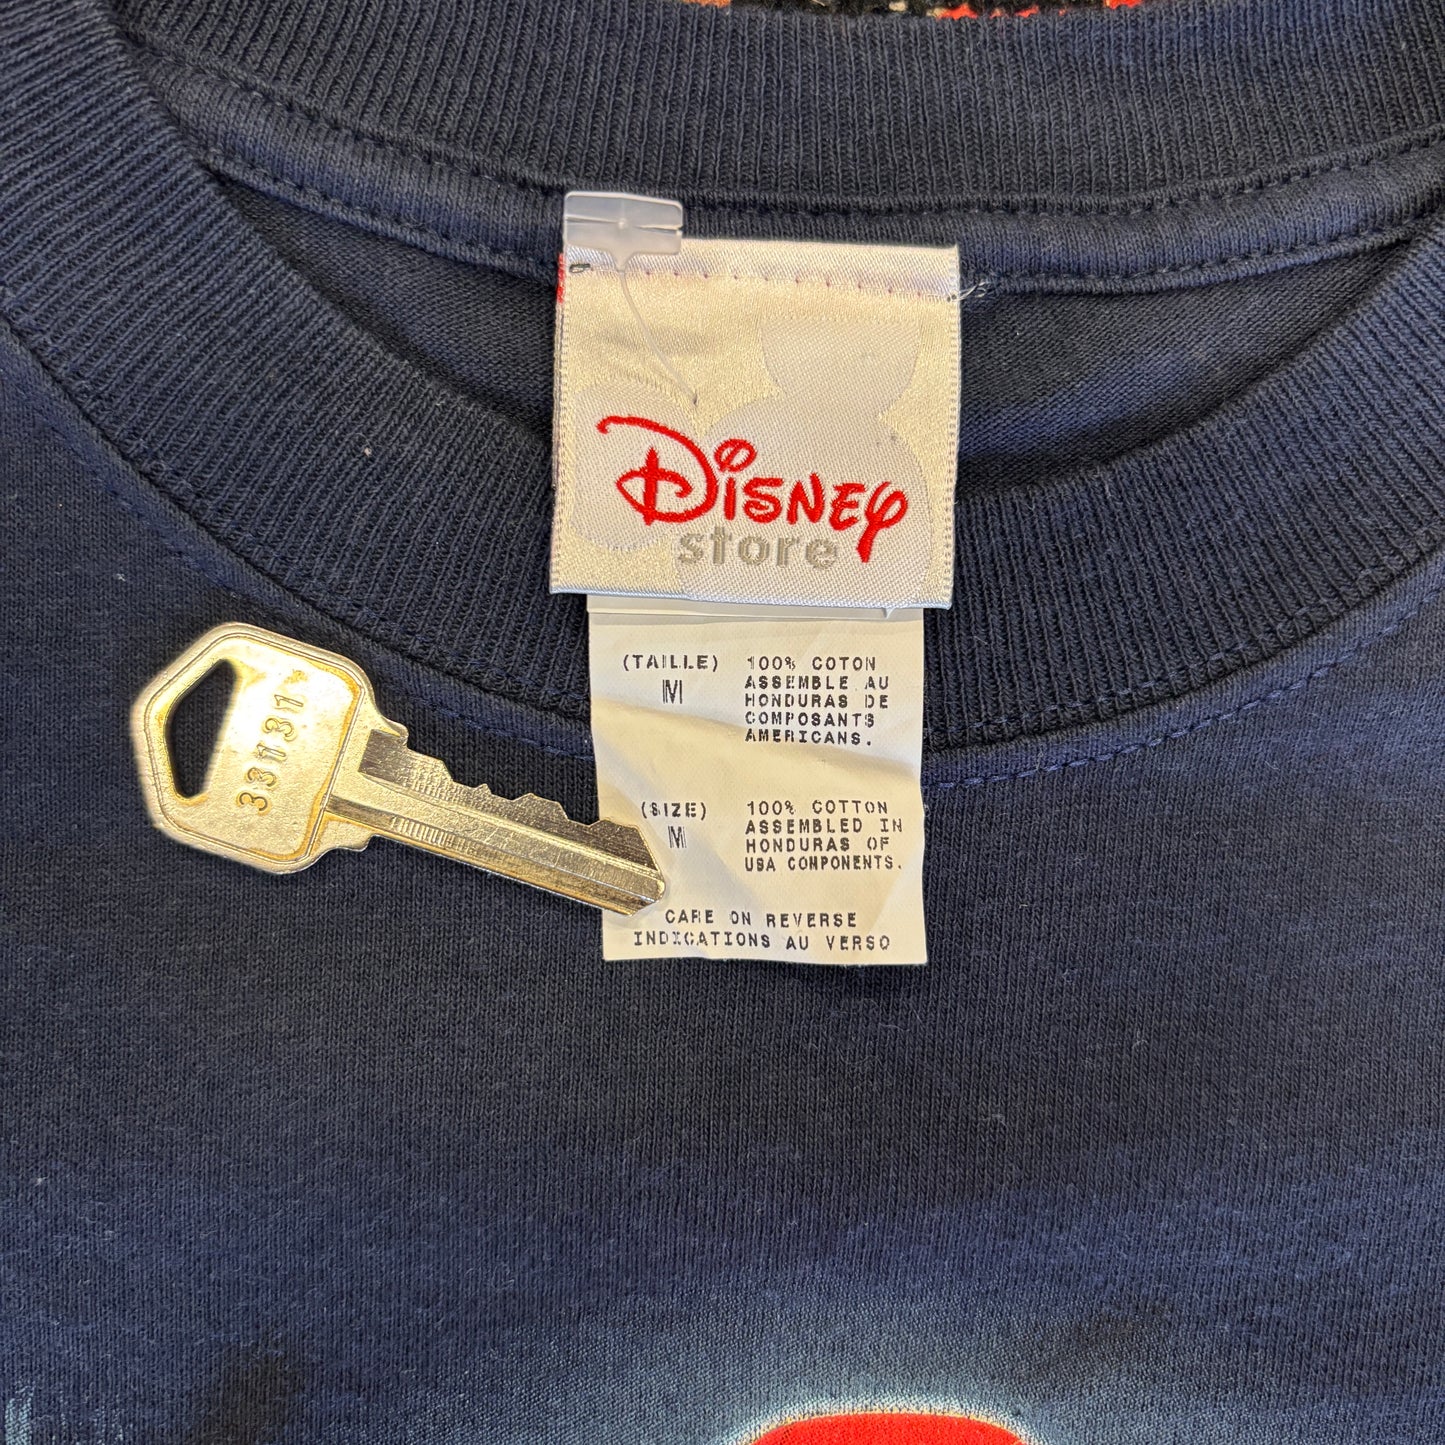 Disney
store
(TAILLE) 100% COTON
M ASSEMBLE AU
HONDURAS DE
COMPOSANTS
AMERICANS.
(SIZE) 100% COTTON
M ASSEMBLED IN
HONDURAS OF
USA COMPONENTS.
CARE ON REVERSE
INDICATIONS AU VERSO